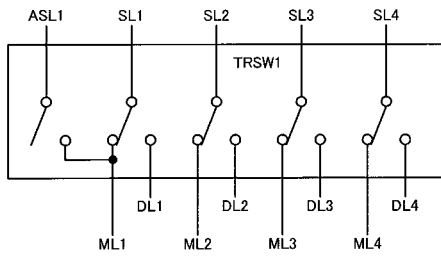 ASL1 SL1 SL2 SL3 SL4
TRSW1
DL1 DL2 DL3 DL4
ML1 ML2 ML3 ML4